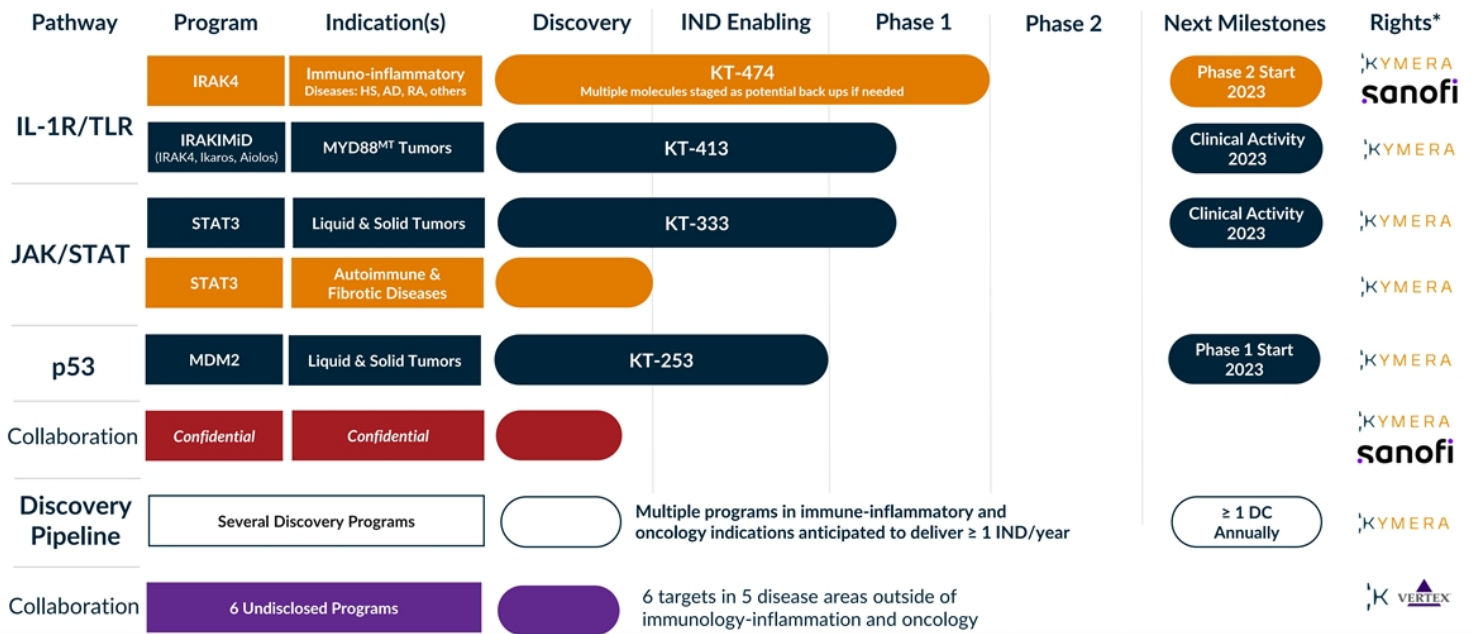 Pathway Program Indication(s) Discovery IND Enabling Phase 1 Phase 2 Next Milestones Rights*
IL-1R/TLR
IRAK4
Immuno-inflammatory
Diseases: HS, AD, RA, others
KT-474
Multiple molecules staged as potential back ups if needed
Phase 2 Start
2023
KYMERA
sanofi
IRAKIMiD
(IRAK4, Ikaros, Aiolos)
MYD88ᴹᵀ Tumors
KT-413
Clinical Activity
2023
KYMERA
JAK/STAT
STAT3
Liquid & Solid Tumors
KT-333
Clinical Activity
2023
KYMERA
STAT3
Autoimmune &
Fibrotic Diseases
KYMERA
p53
MDM2
Liquid & Solid Tumors
KT-253
Phase 1 Start
2023
KYMERA
Collaboration
Confidential
Confidential
KYMERA
sanofi
Discovery
Pipeline
Several Discovery Programs
Multiple programs in immune-inflammatory and
oncology indications anticipated to deliver ≥ 1 IND/year
≥ 1 DC
Annually
KYMERA
Collaboration
6 Undisclosed Programs
6 targets in 5 disease areas outside of
immunology-inflammation and oncology
K VERTEX